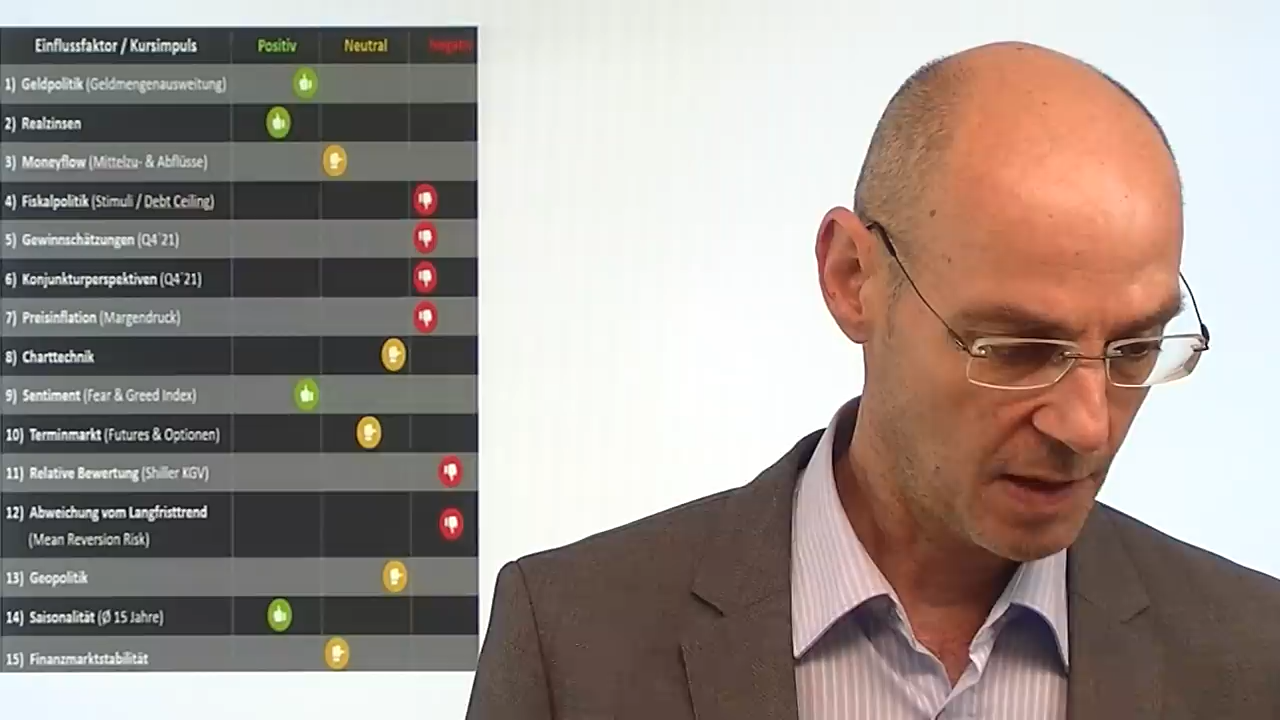 Einflussfaktor / Kursimpuls Positiv Neutral Negativ
1) Geldpolitik (Geldmengenausweitung)
2) Realzinsen
3) Moneyflow (Mittelzu- & Abflüsse)
4) Fiskalpolitik (Stimuli / Debt Ceiling)
5) Gewinnschätzungen (Q4´21)
6) Konjunkturperspektiven (Q4´21)
7) Preisinflation (Margendruck)
8) Charttechnik
9) Sentiment (Fear & Greed Index)
10) Terminmarkt (Futures & Optionen)
11) Relative Bewertung (Shiller KGV)
12) Abweichung vom Langfristtrend
(Mean Reversion Risk)
13) Geopolitik
14) Saisonalität (Ø 15 Jahre)
15) Finanzmarktstabilität